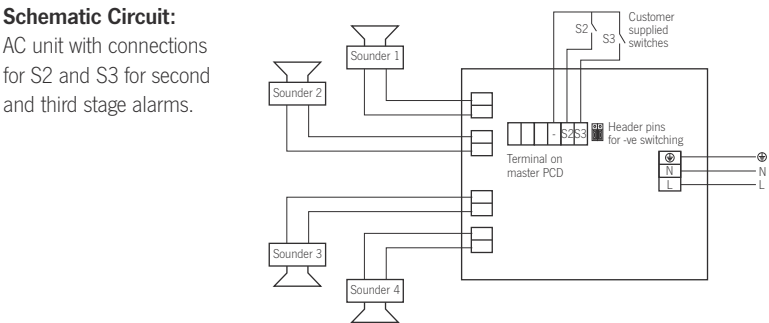 Schematic Circuit:
AC unit with connections
for S2 and S3 for second
and third stage alarms.
Sounder 1
Sounder 2
Sounder 3
Sounder 4
S2
S3
Customer
supplied
switches
- S2 S3
Header pins
for -ve switching
Terminal on
master PCD
N
L
N
L